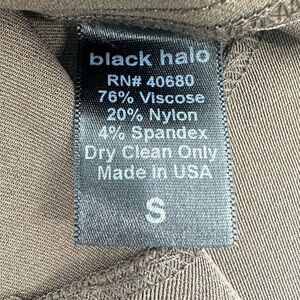 black halo
RN# 40680
76% Viscose
20% Nylon
4% Spandex
Dry Clean Only
Made in USA
S